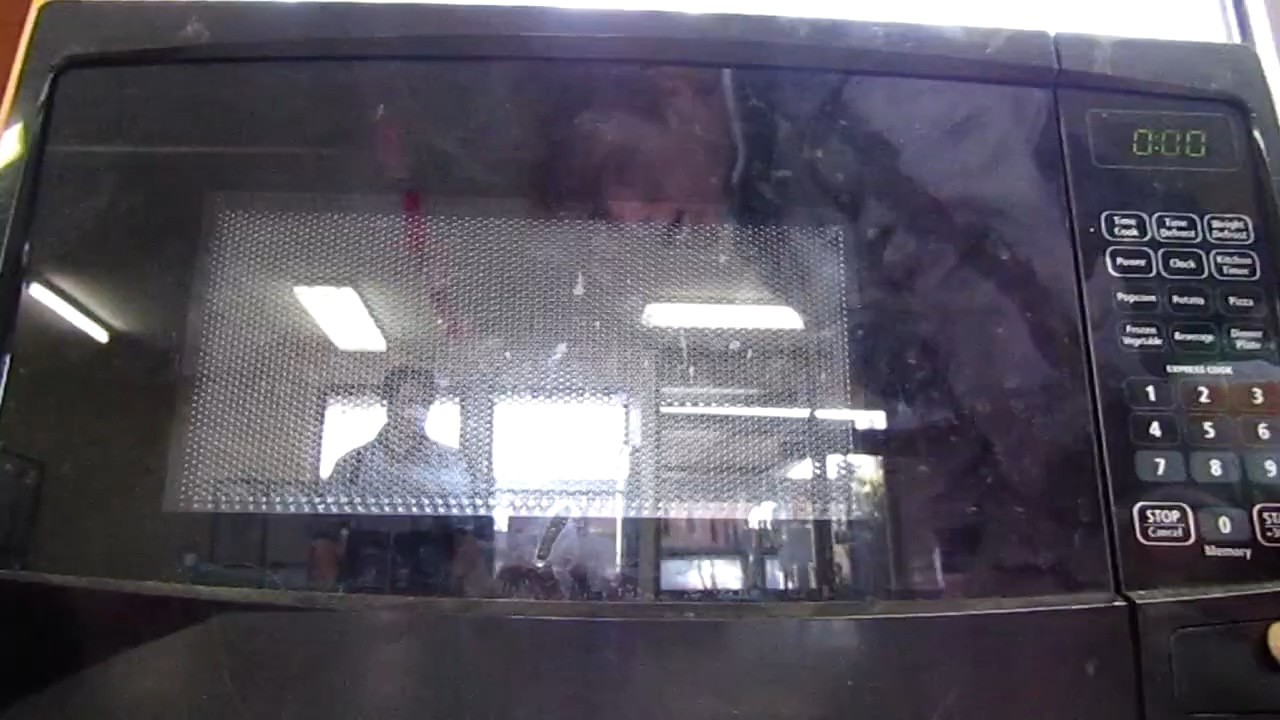 0:00
Time Cook Time Defrost Weight Defrost
Power Clock Kitchen Timer
Popcorn Potato Pizza
Frozen Vegetable Beverage Dinner Plate
EXPRESS COOK
1 2 3
4 5 6
7 8 9
STOP Cancel 0
Memory